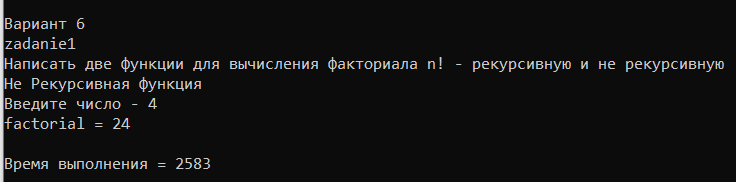 Вариант 6
zadanie1
Написать две функции для вычисления факториала n! - рекурсивную и не рекурсивную
Не Рекурсивная функция
Введите число - 4
factorial = 24
Время выполнения = 2583